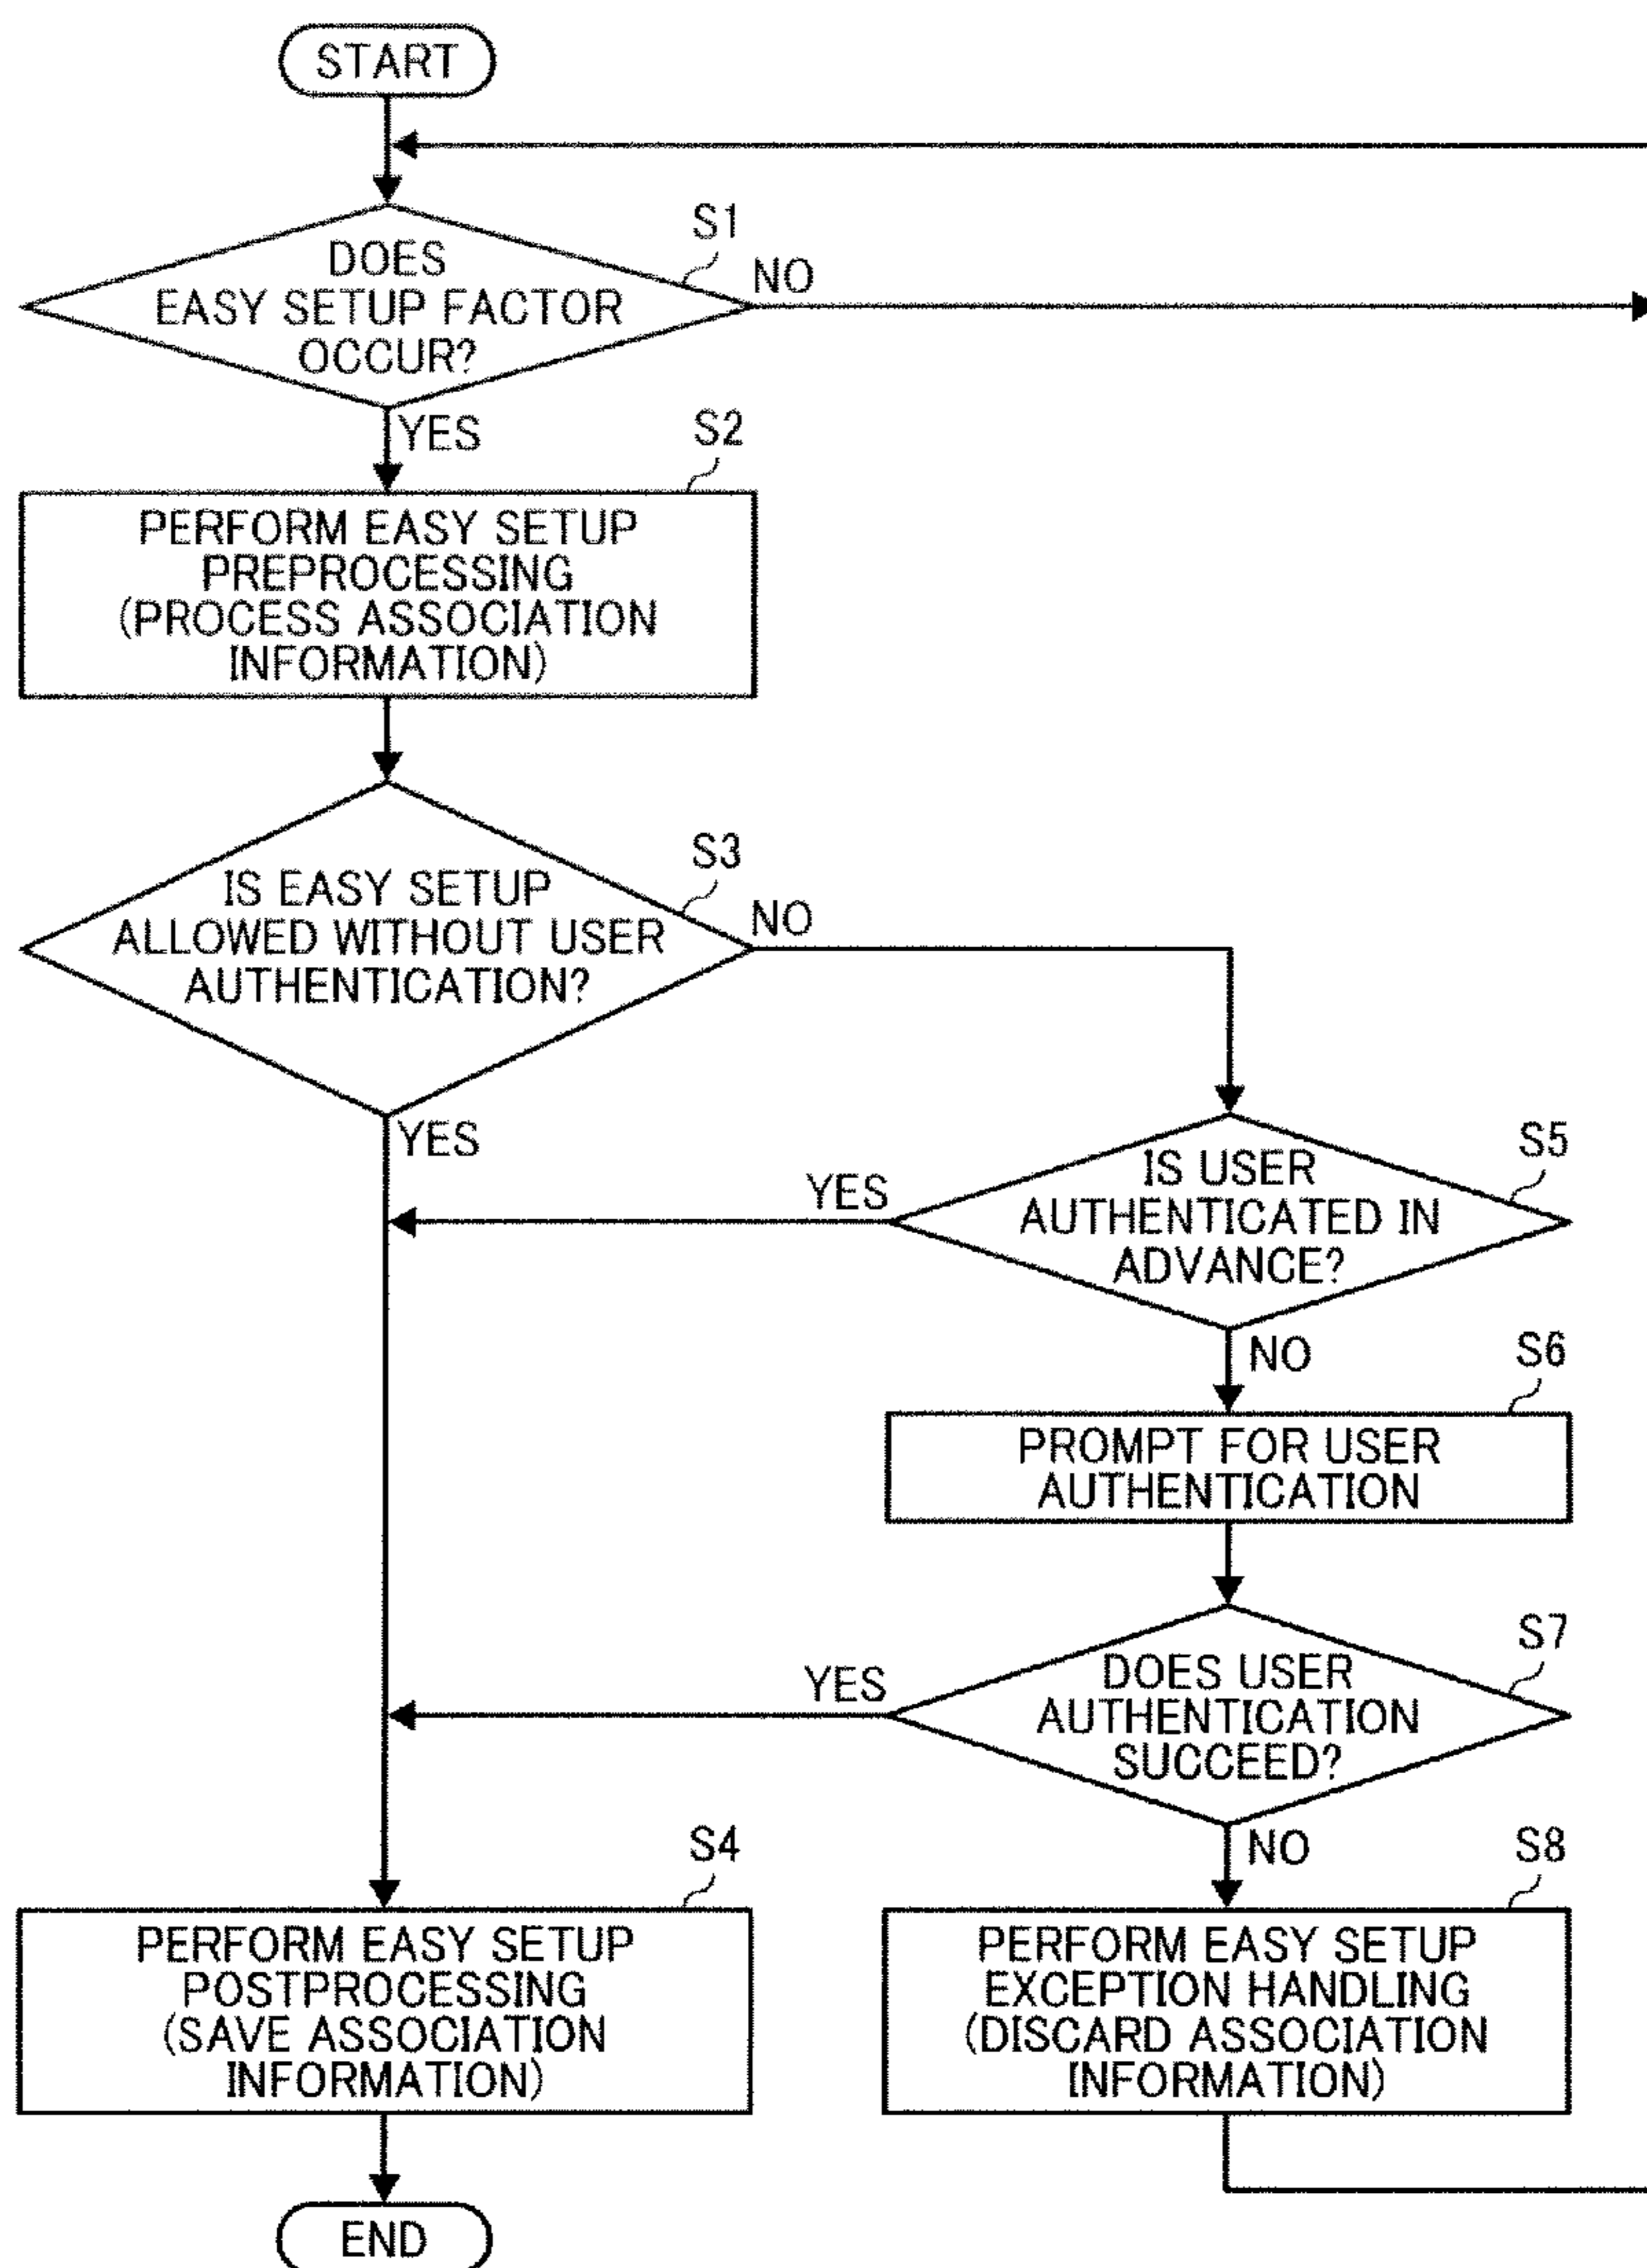 START
S1
DOES
EASY SETUP FACTOR
OCCUR?
NO
YES
S2
PERFORM EASY SETUP
PREPROCESSING
(PROCESS ASSOCIATION
INFORMATION)
S3
IS EASY SETUP
ALLOWED WITHOUT USER
AUTHENTICATION?
NO
YES
S5
IS USER
AUTHENTICATED IN
ADVANCE?
YES
NO
S6
PROMPT FOR USER
AUTHENTICATION
S7
DOES USER
AUTHENTICATION
SUCCEED?
YES
NO
S4
PERFORM EASY SETUP
POSTPROCESSING
(SAVE ASSOCIATION
INFORMATION)
S8
PERFORM EASY SETUP
EXCEPTION HANDLING
(DISCARD ASSOCIATION
INFORMATION)
END